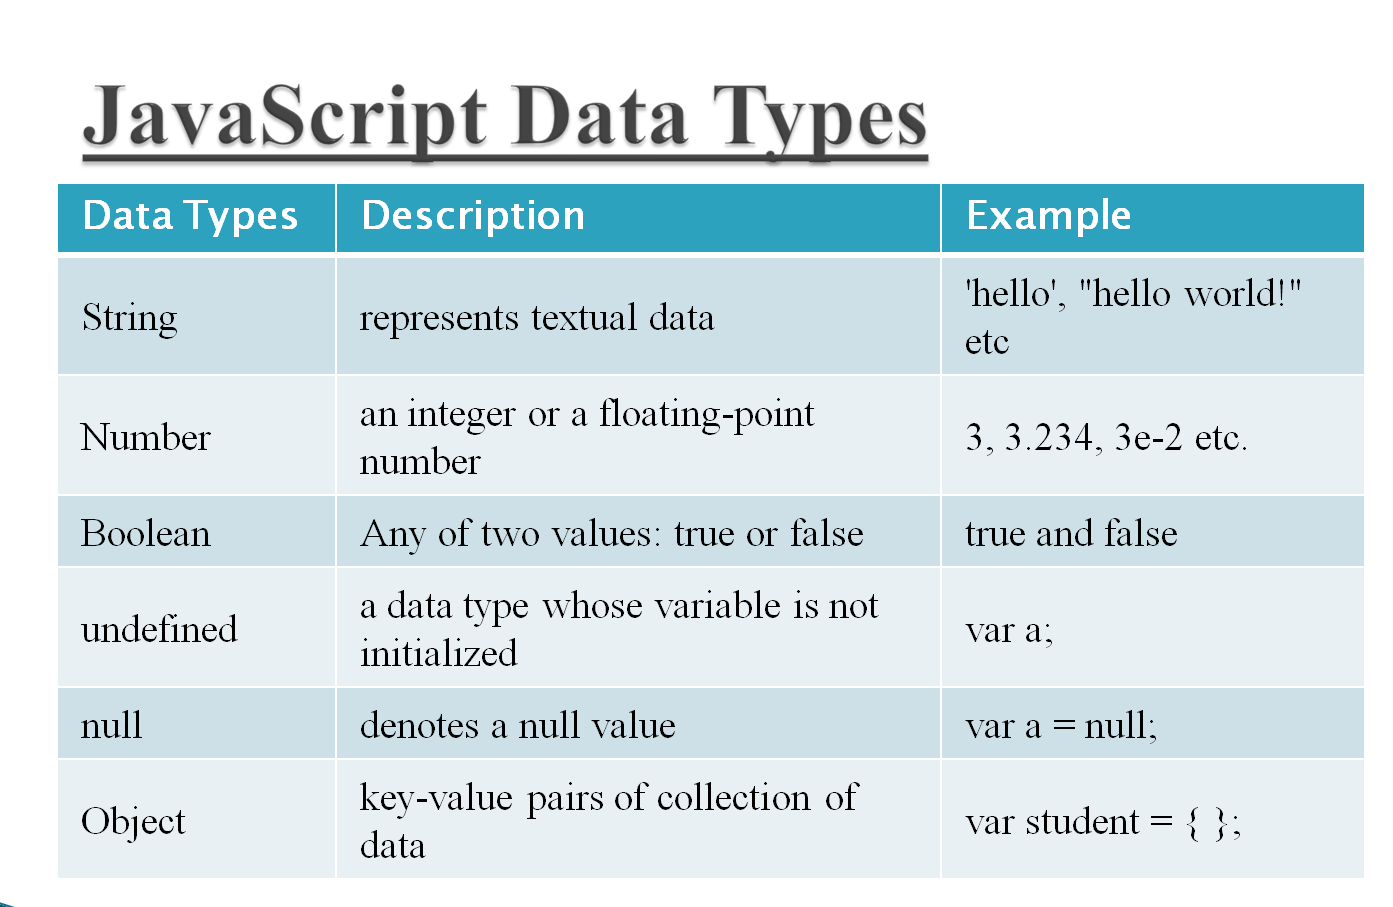 JavaScript Data Types
Data Types Description Example
String represents textual data 'hello', "hello world!"
etc
Number an integer or a floating-point
number 3, 3.234, 3e-2 etc.
Boolean Any of two values: true or false true and false
undefined a data type whose variable is not
initialized var a;
null denotes a null value var a = null;
Object key-value pairs of collection of
data var student = { };